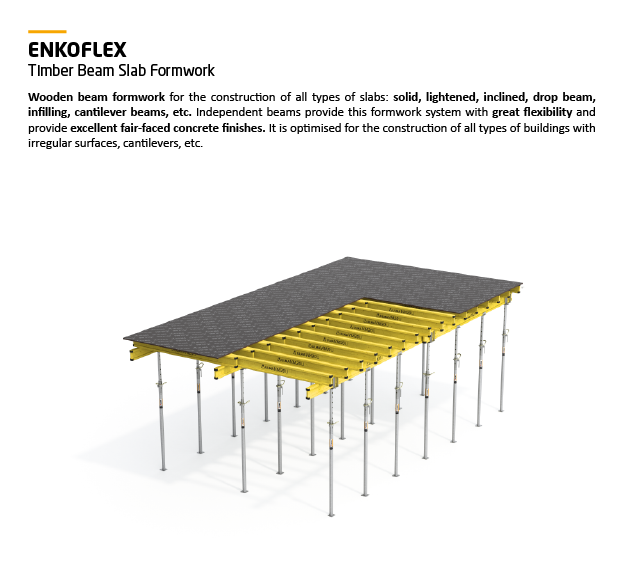 ENKOFLEX
Timber Beam Slab Formwork
Wooden beam formwork for the construction of all types of slabs: solid, lightened, inclined, drop beam,
infilling, cantilever beams, etc. Independent beams provide this formwork system with great flexibility and
provide excellent fair-faced concrete finishes. It is optimised for the construction of all types of buildings with
irregular surfaces, cantilevers, etc.